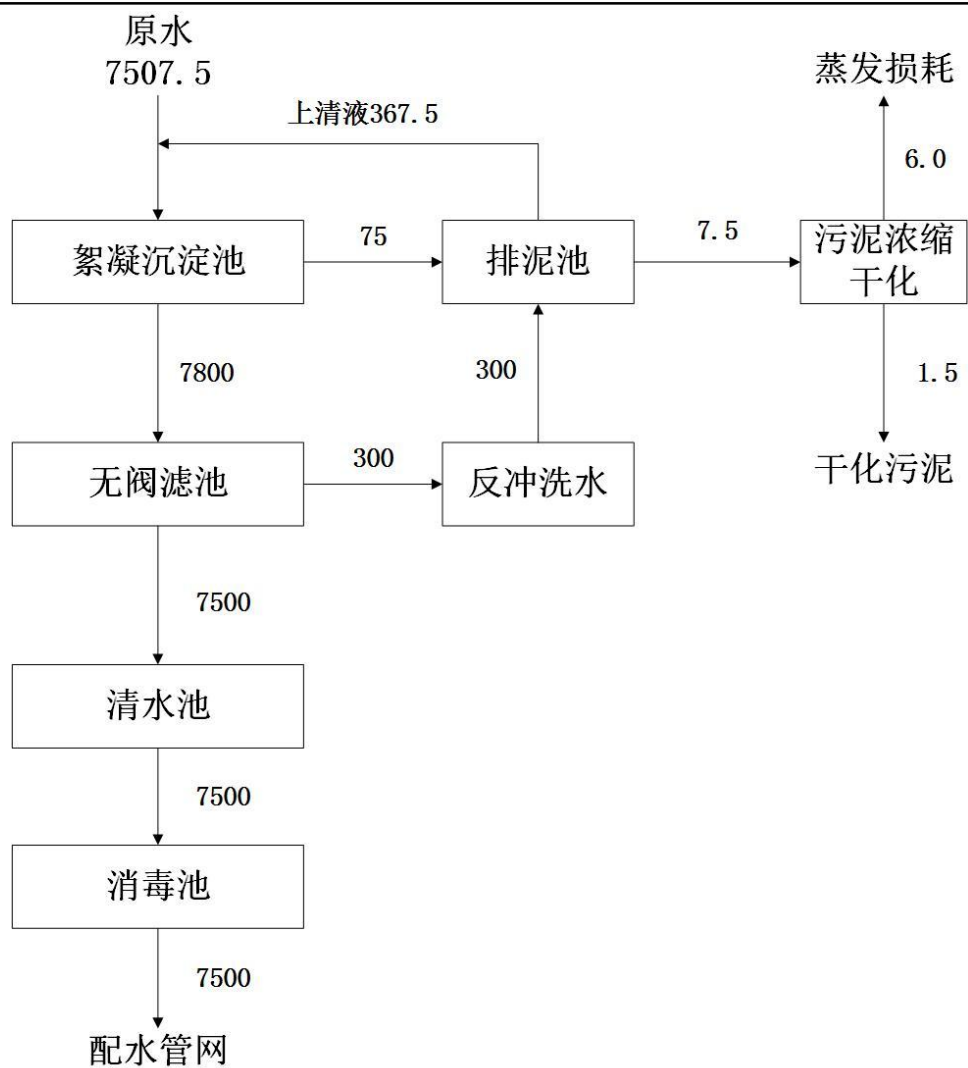 原水
7507.5
蒸发损耗
上清液367.5
6.0
絮凝沉淀池
75
排泥池
7.5
污泥浓缩
干化
7800
300
1.5
无阀滤池
300
反冲洗水
干化污泥
7500
清水池
7500
消毒池
7500
配水管网